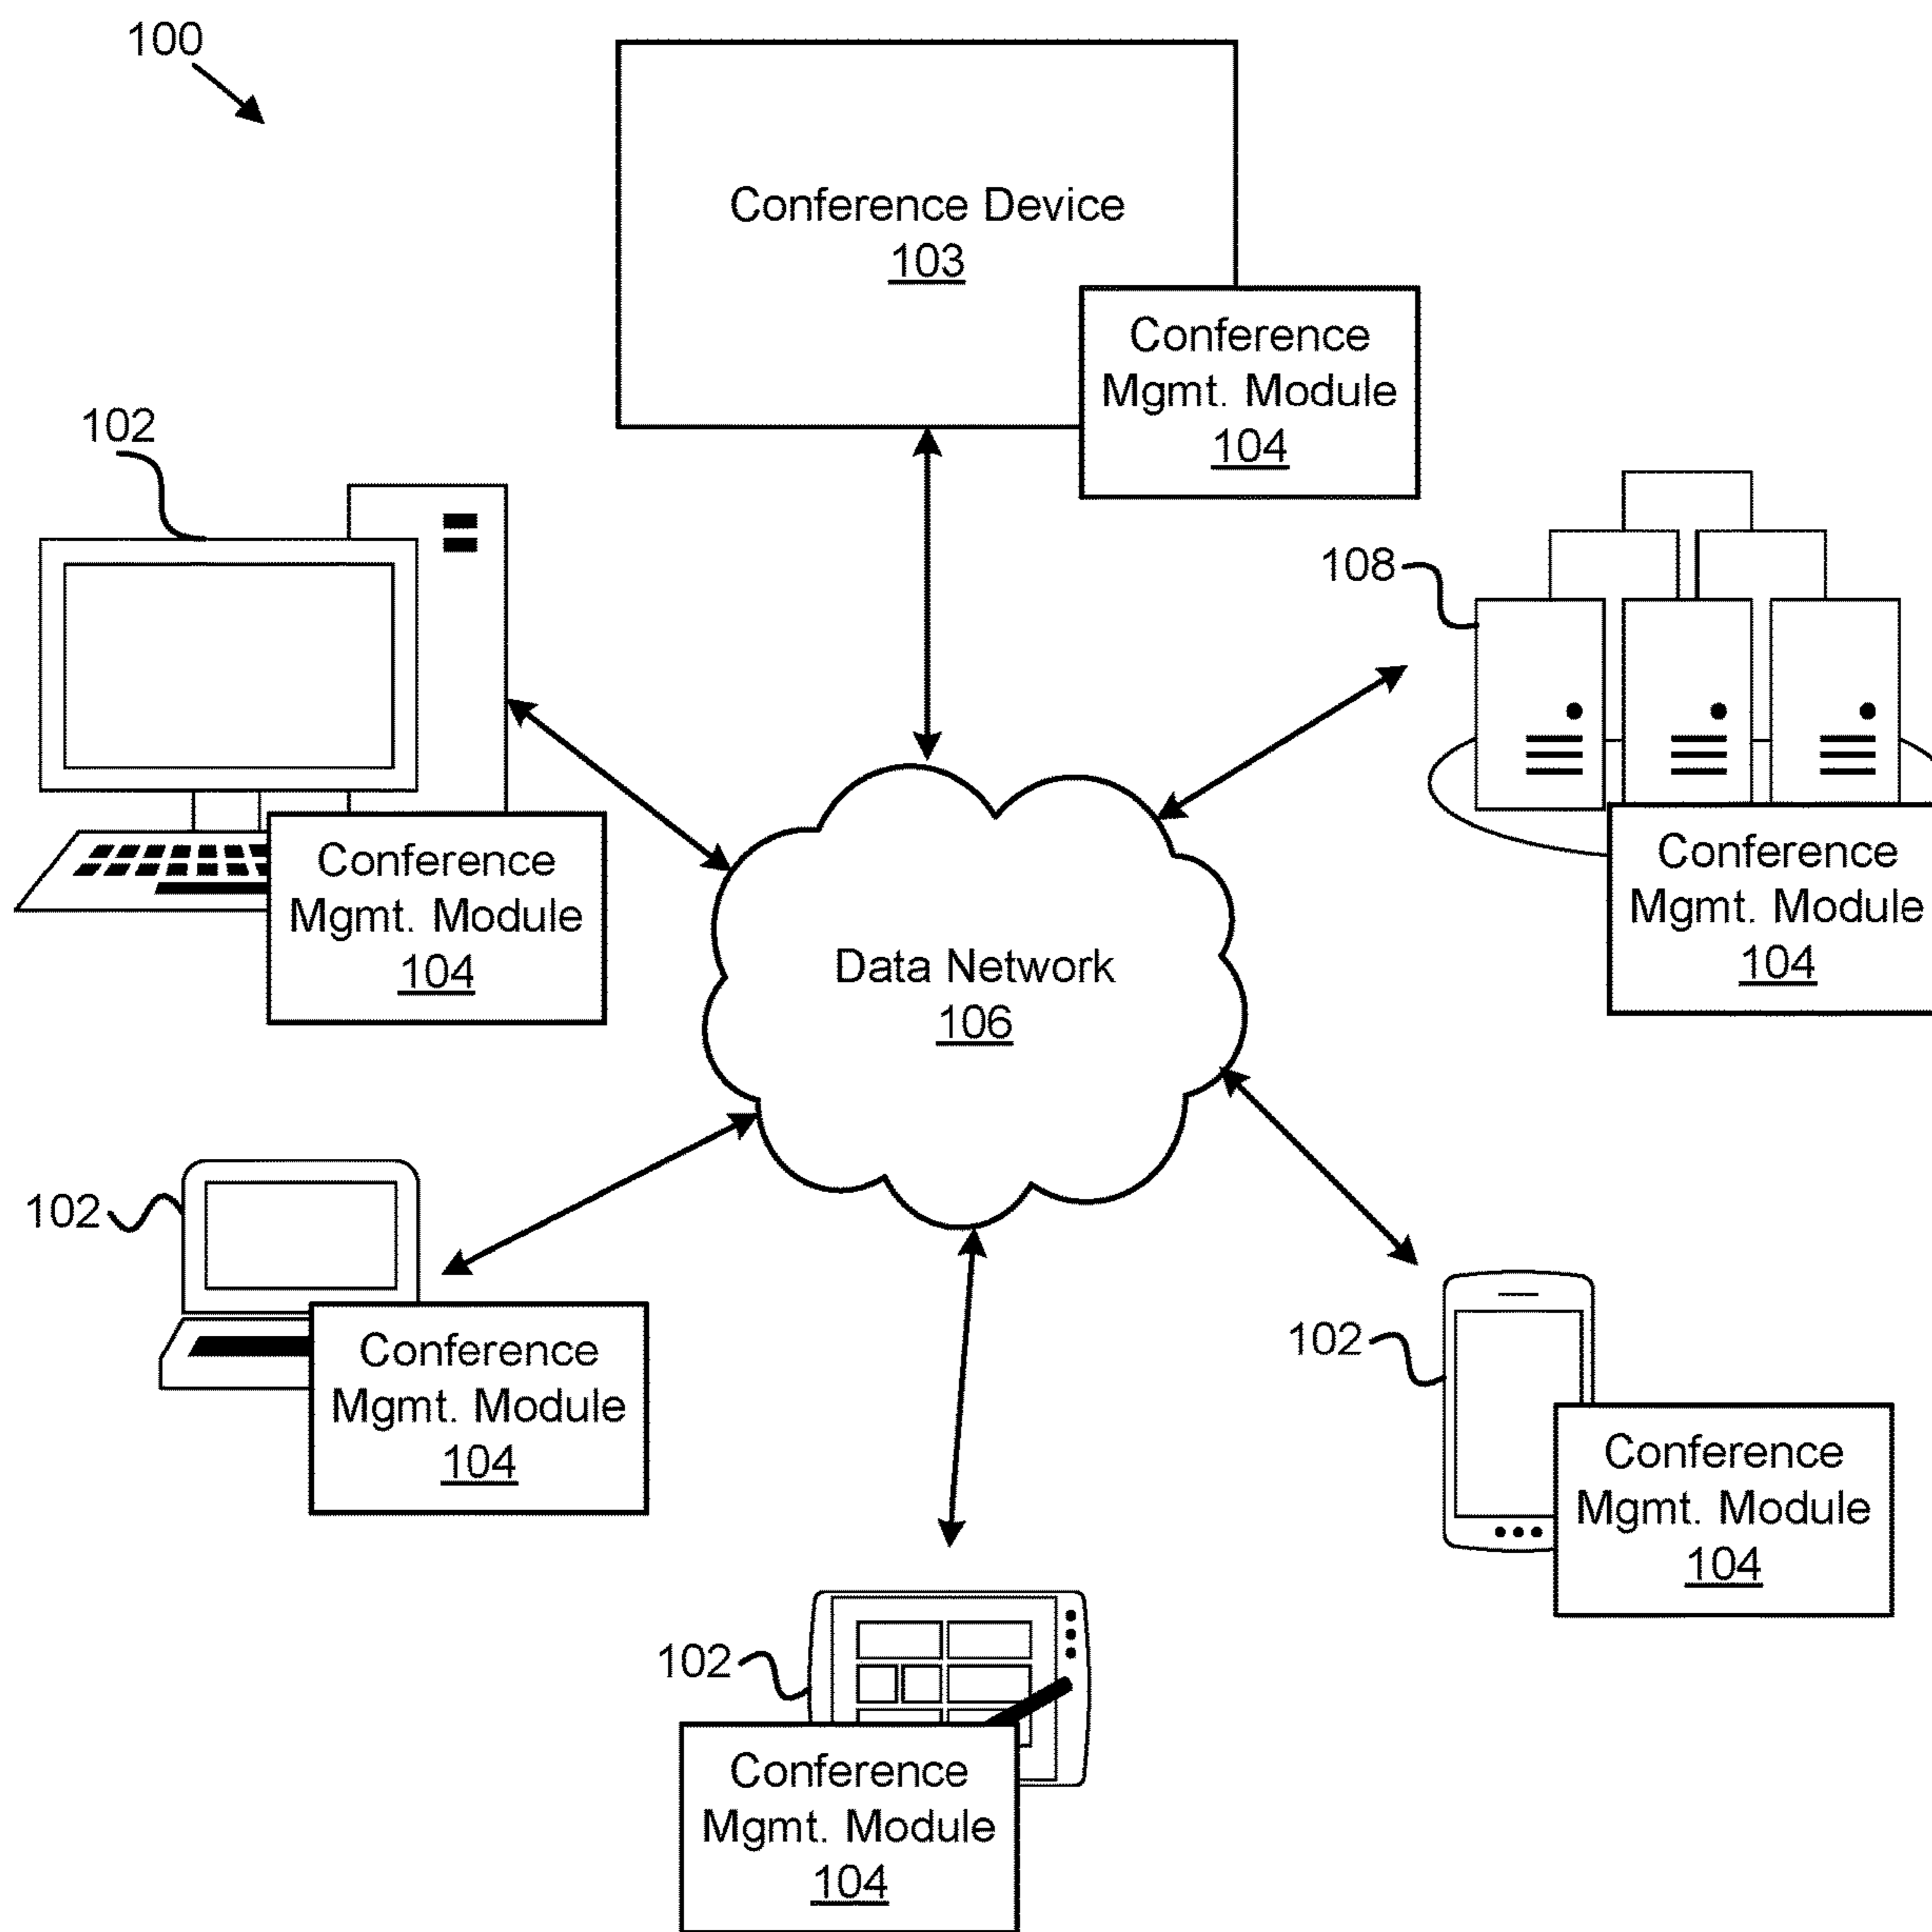 100
Conference Device
103
Conference
Mgmt. Module
104
102
108
Conference
Mgmt. Module
104
Conference
Mgmt. Module
104
Data Network
106
102
Conference
Mgmt. Module
104
102
Conference
Mgmt. Module
104
102
Conference
Mgmt. Module
104